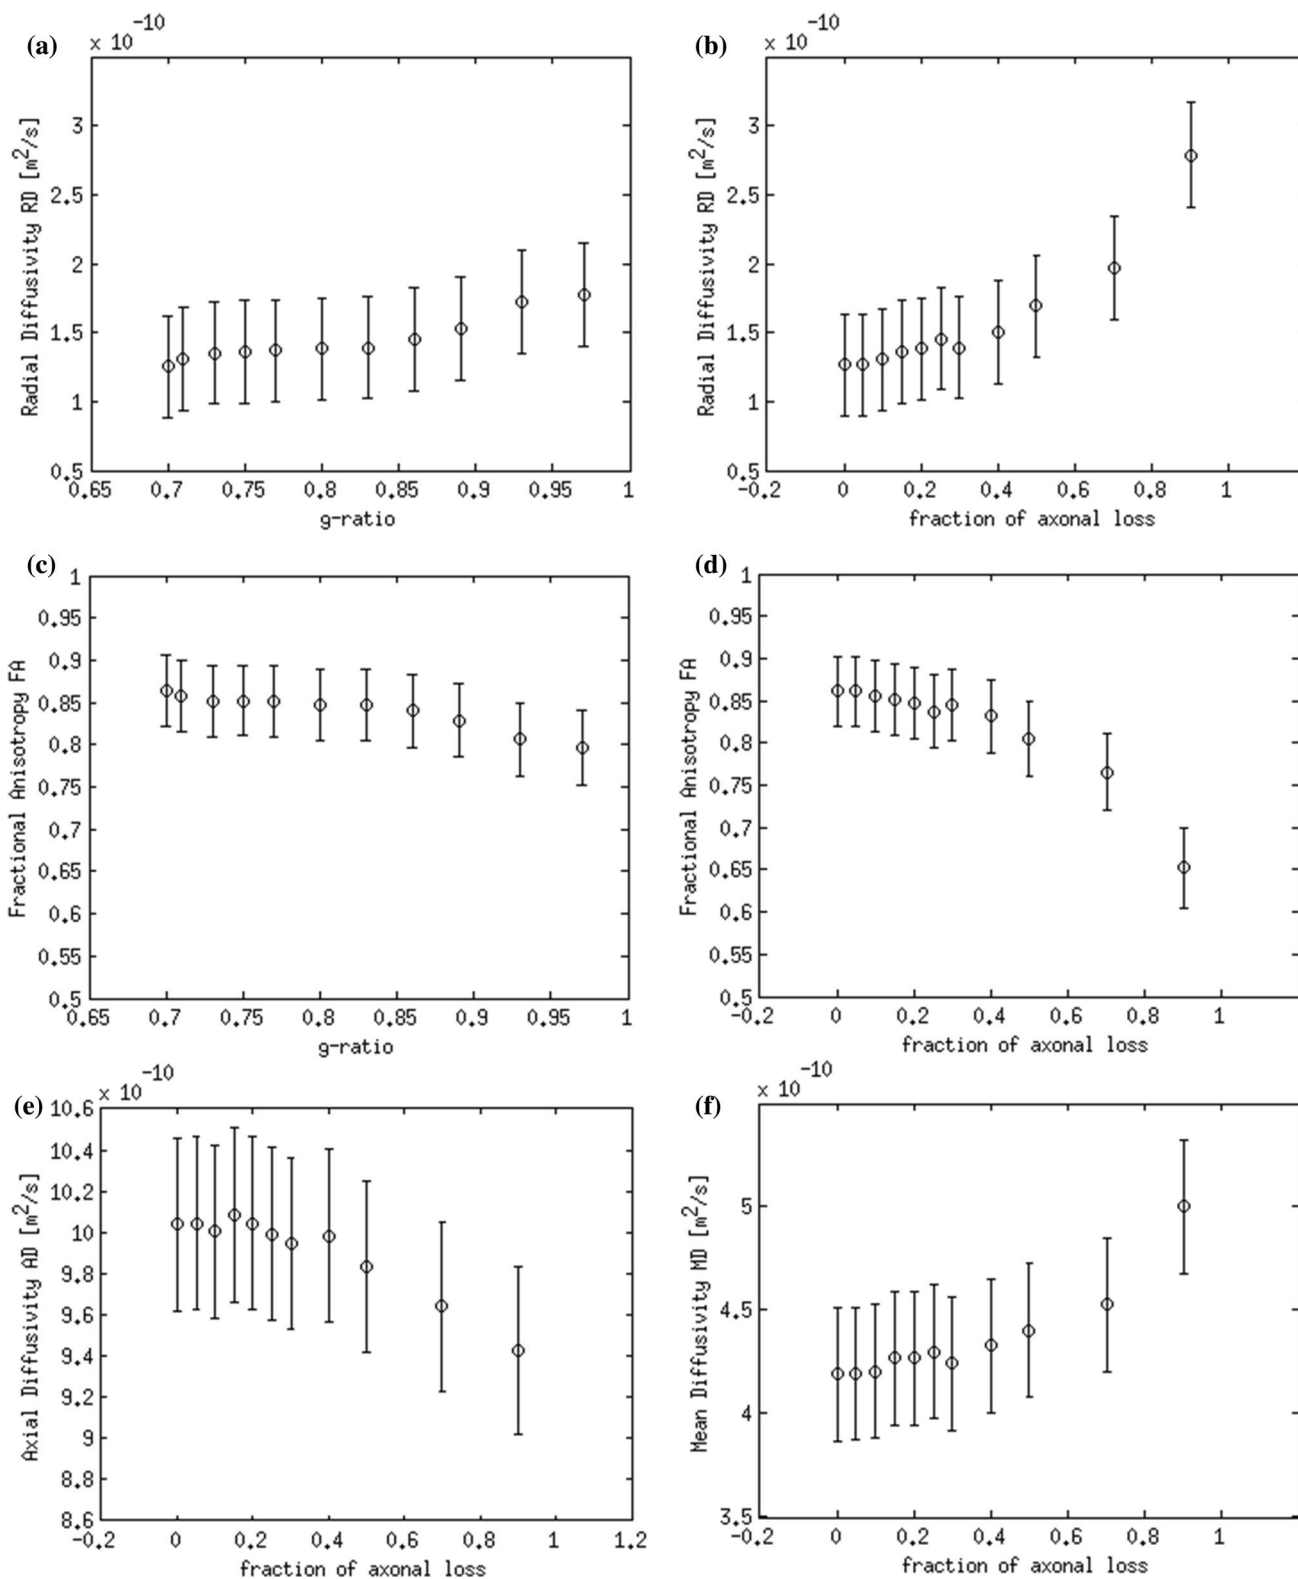 (a)
x 10^-10
Radial Diffusivity RD [m^2/s]
3
2.5
2
1.5
1
0.5
0.65 0.7 0.75 0.8 0.85 0.9 0.95 1
g-ratio
(b)
x 10^-10
Radial Diffusivity RD [m^2/s]
3
2.5
2
1.5
1
0.5
-0.2 0 0.2 0.4 0.6 0.8 1
fraction of axonal loss
(c)
Fractional Anisotropy FA
1
0.95
0.9
0.85
0.8
0.75
0.7
0.65
0.6
0.55
0.5
0.65 0.7 0.75 0.8 0.85 0.9 0.95 1
g-ratio
(d)
Fractional Anisotropy FA
1
0.95
0.9
0.85
0.8
0.75
0.7
0.65
0.6
0.55
0.5
-0.2 0 0.2 0.4 0.6 0.8 1
fraction of axonal loss
(e)
x 10^-10
Axial Diffusivity AD [m^2/s]
10.6
10.4
10.2
10
9.8
9.6
9.4
9.2
9
8.8
8.6
-0.2 0 0.2 0.4 0.6 0.8 1 1.2
fraction of axonal loss
(f)
x 10^-10
Mean Diffusivity MD [m^2/s]
5
4.5
4
3.5
-0.2 0 0.2 0.4 0.6 0.8 1
fraction of axonal loss